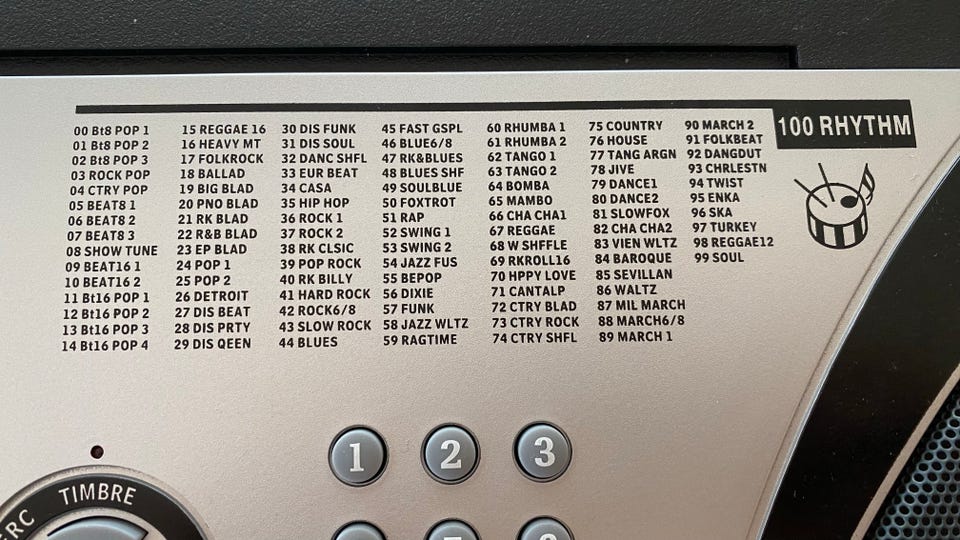 100 RHYTHM
00 Bt8 POP 1
01 Bt8 POP 2
02 Bt8 POP 3
03 ROCK POP
04 CTRY POP
05 BEAT8 1
06 BEAT8 2
07 BEAT8 3
08 SHOW TUNE
09 BEAT16 1
10 BEAT16 2
11 Bt16 POP 1
12 Bt16 POP 2
13 Bt16 POP 3
14 Bt16 POP 4
15 REGGAE 16
16 HEAVY MT
17 FOLKROCK
18 BALLAD
19 BIG BLAD
20 PNO BLAD
21 RK BLAD
22 R&B BLAD
23 EP BLAD
24 POP 1
25 POP 2
26 DETROIT
27 DIS BEAT
28 DIS PRTY
29 DIS QEEN
30 DIS FUNK
31 DIS SOUL
32 DANC SHFL
33 EUR BEAT
34 CASA
35 HIP HOP
36 ROCK 1
37 ROCK 2
38 RK CLSIC
39 POP ROCK
40 RK BILLY
41 HARD ROCK
42 ROCK6/8
43 SLOW ROCK
44 BLUES
45 FAST GSPL
46 BLUE6/8
47 RK&BLUES
48 BLUES SHF
49 SOULBLUE
50 FOXTROT
51 RAP
52 SWING 1
53 SWING 2
54 JAZZ FUS
55 BEPOP
56 DIXIE
57 FUNK
58 JAZZ WLTZ
59 RAGTIME
60 RHUMBA 1
61 RHUMBA 2
62 TANGO 1
63 TANGO 2
64 BOMBA
65 MAMBO
66 CHA CHA1
67 REGGAE
68 W SHFFLE
69 RKROLL16
70 HPPY LOVE
71 CANTALP
72 CTRY BLAD
73 CTRY ROCK
74 CTRY SHFL
75 COUNTRY
76 HOUSE
77 TANG ARGN
78 JIVE
79 DANCE1
80 DANCE2
81 SLOWFOX
82 CHA CHA2
83 VIEN WLTZ
84 BAROQUE
85 SEVILLAN
86 WALTZ
87 MIL MARCH
88 MARCH6/8
89 MARCH 1
90 MARCH 2
91 FOLKBEAT
92 DANGDUT
93 CHRLESTN
94 TWIST
95 ENKA
96 SKA
97 TURKEY
98 REGGAE12
99 SOUL
1 2 3
TIMBRE